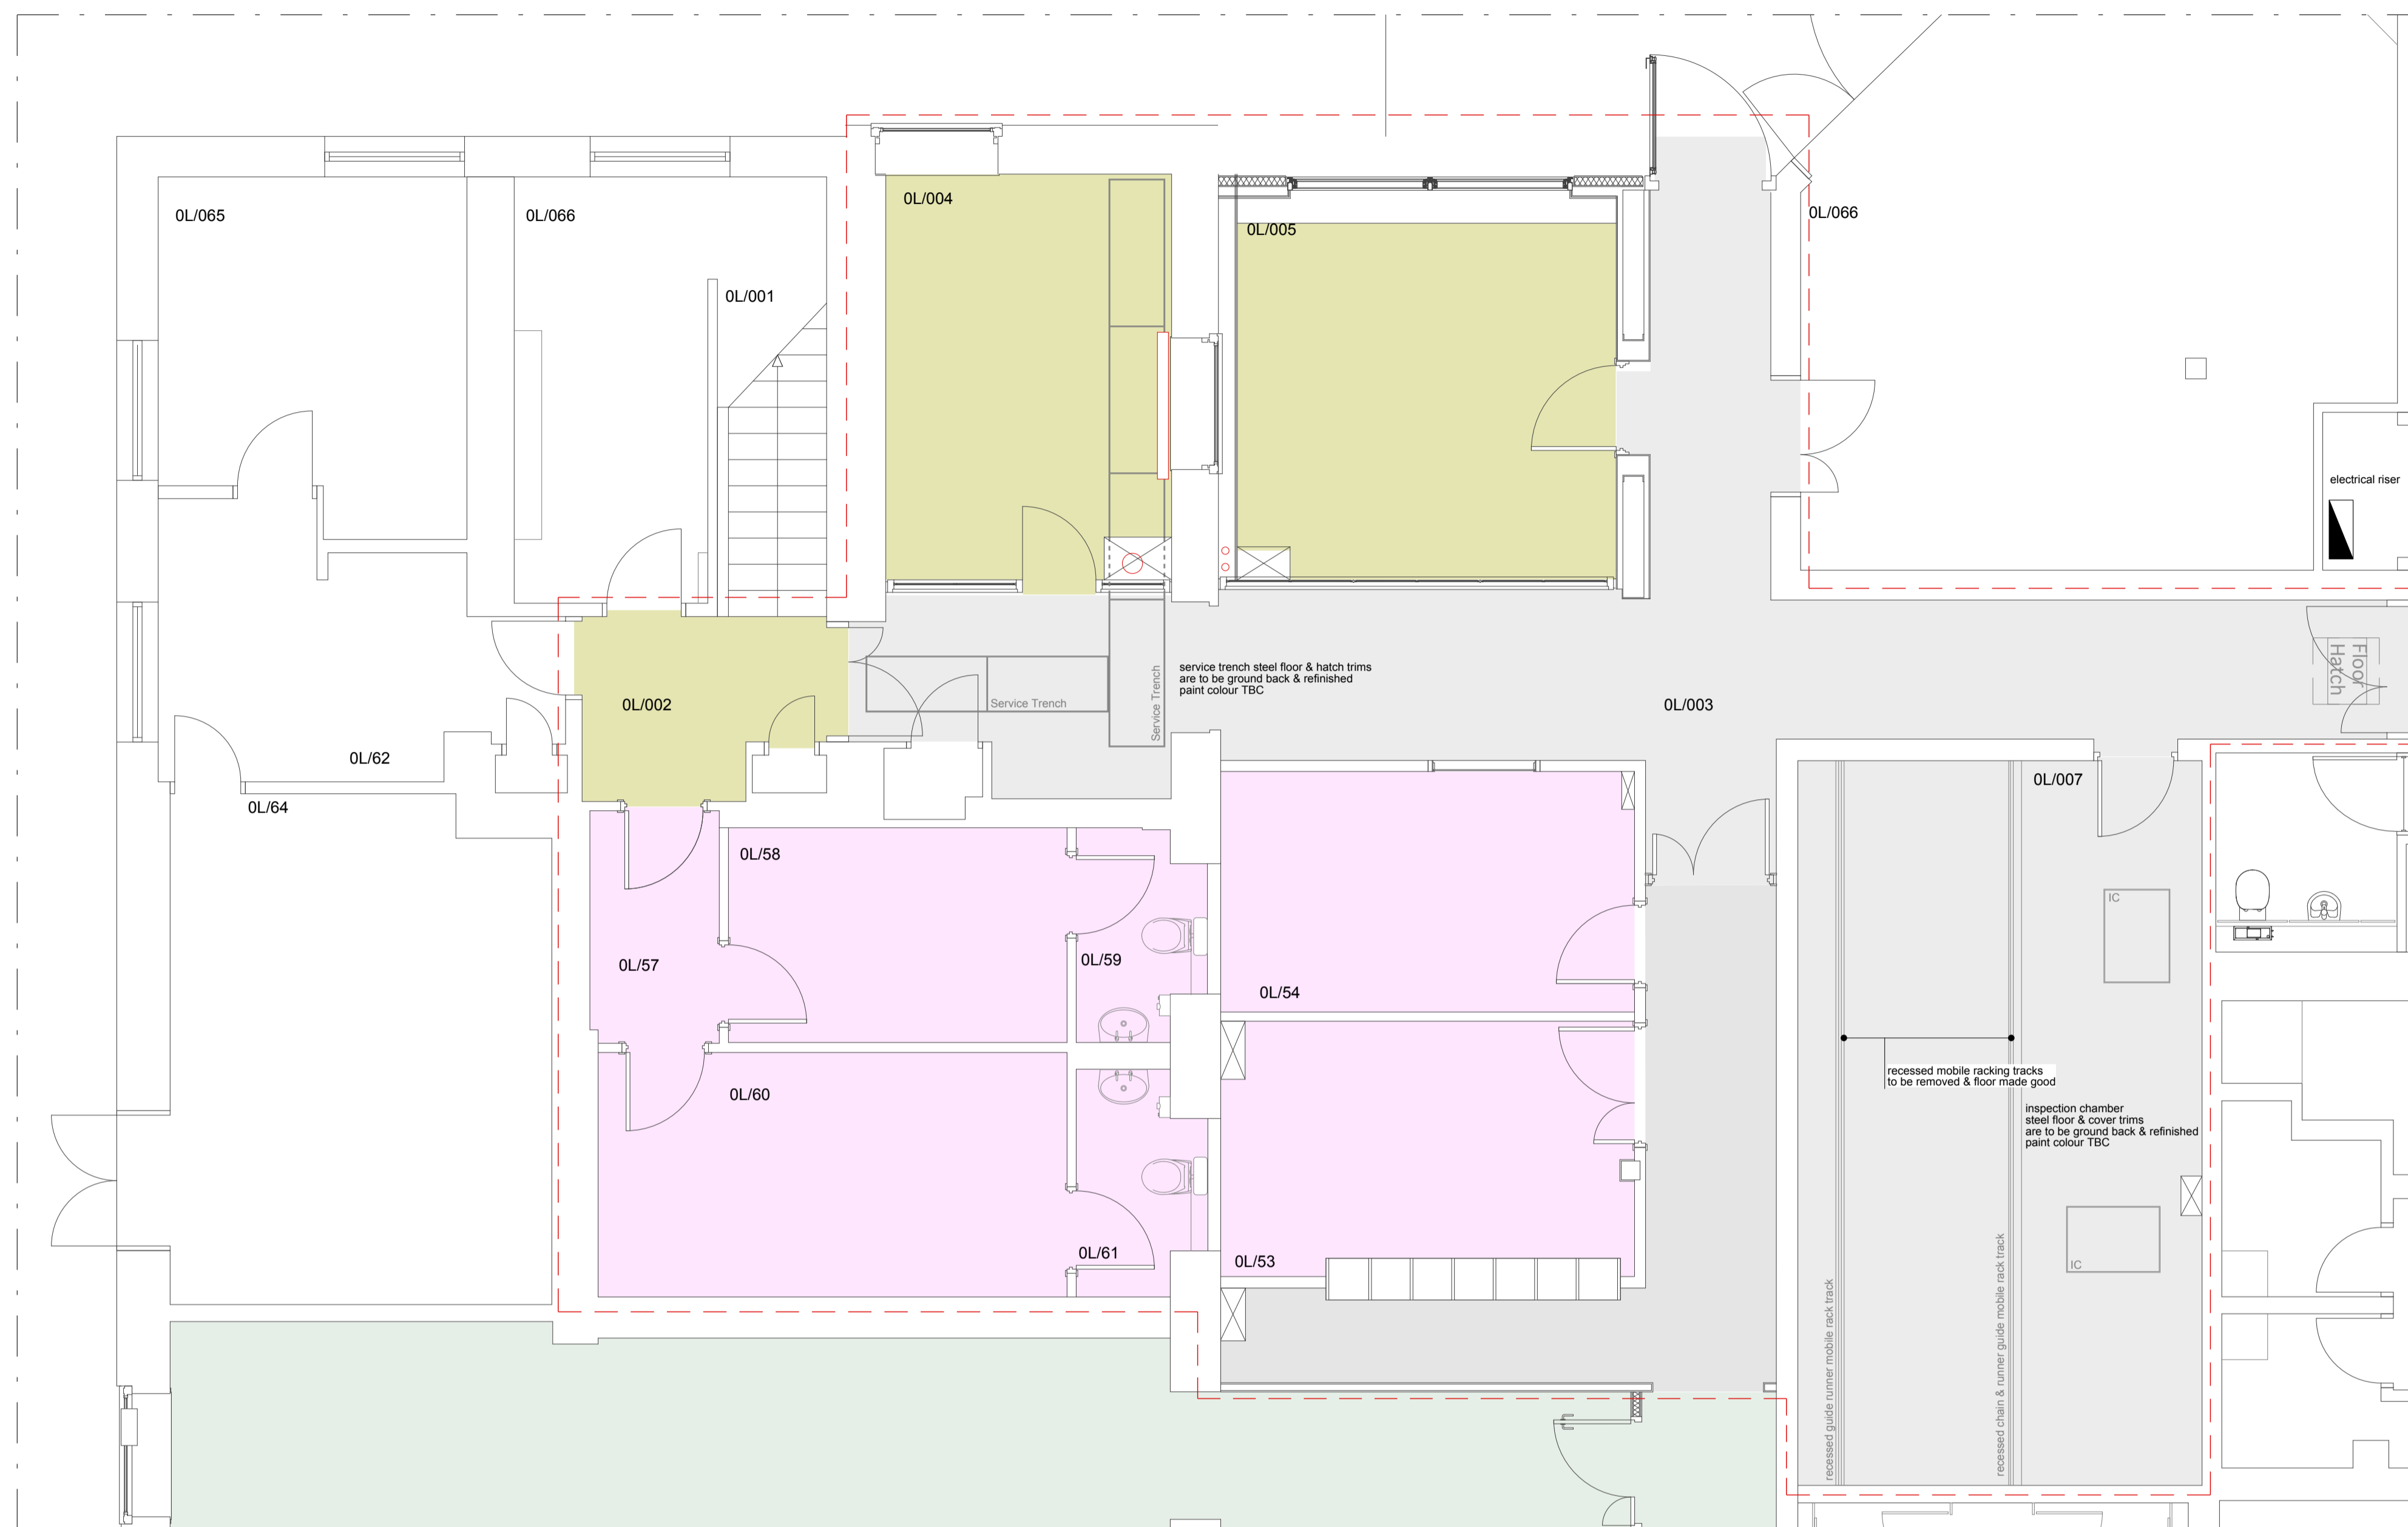 0L/004
0L/065
0L/066
0L/066
0L/005
0L/001
electrical riser
service trench steel floor & hatch trims
are to be ground back & refinished
paint colour TBC
Floor
Hatch
Service Trench
Service Trench
0L/002
0L/003
0L/62
0L/007
0L/64
0L/58
IC
0L/59
0L/57
0L/54
recessed mobile racking tracks
to be removed & floor made good
0L/60
inspection chamber
steel floor & cover trims
are to be ground back & refinished
paint colour TBC
0L/61
0L/53
IC
recessed guide runner mobile rack track
recessed chain & runner guide mobile rack track